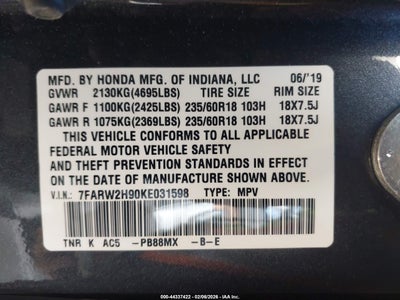 MFD. BY HONDA MFG. OF INDIANA, LLC 06/'19
GVWR 2130KG(4695LBS) TIRE SIZE RIM SIZE
GAWR F 1100KG(2425LBS) 235/60R18 103H 18X7.5J
GAWR R 1075KG(2369LBS) 235/60R18 103H 18X7.5J
THIS VEHICLE CONFORMS TO ALL APPLICABLE
FEDERAL MOTOR VEHICLE SAFETY
AND THEFT PREVENTION STANDARDS IN EFFECT
ON THE DATE OF MANUFACTURE SHOWN ABOVE.
V.I.N.: 7FARW2H90KE031598 TYPE: MPV
TNR K AC5 -PB88MX -B-E
© IAA, LLC - 44337422 - 02/06/2026 - USA